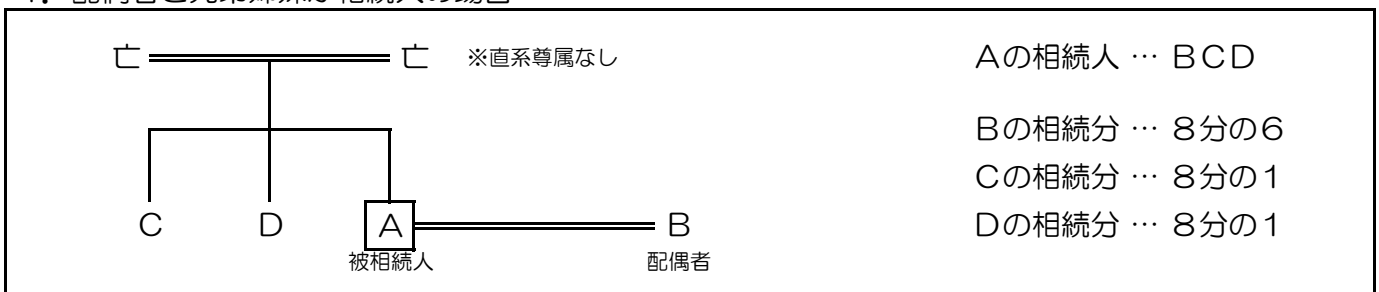 亡 亡 ※直系尊属なし
C D A B
被相続人 配偶者
Aの相続人 … BCD
Bの相続分 … 8分の6
Cの相続分 … 8分の1
Dの相続分 … 8分の1